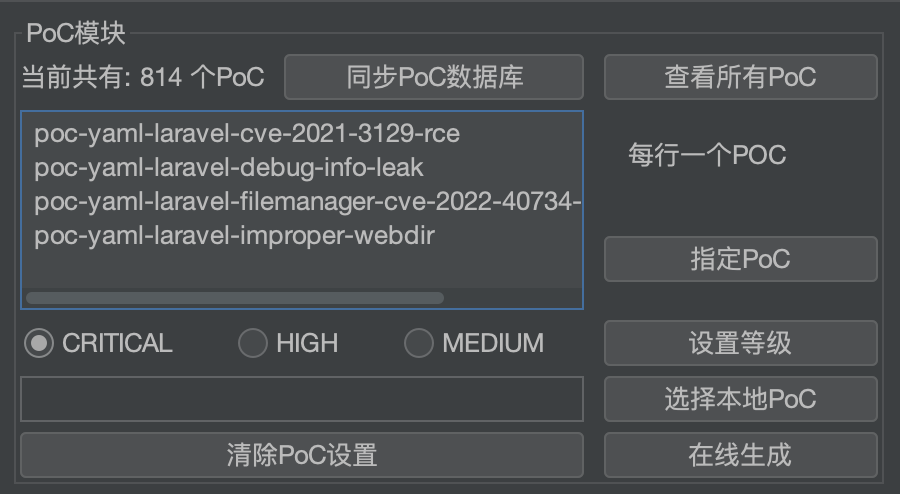 PoC模块
当前共有: 814 个PoC
同步PoC数据库
查看所有PoC
poc-yaml-laravel-cve-2021-3129-rce
poc-yaml-laravel-debug-info-leak
poc-yaml-laravel-filemanager-cve-2022-40734-
poc-yaml-laravel-improper-webdir
每行一个POC
指定PoC
CRITICAL
HIGH
MEDIUM
设置等级
选择本地PoC
清除PoC设置
在线生成